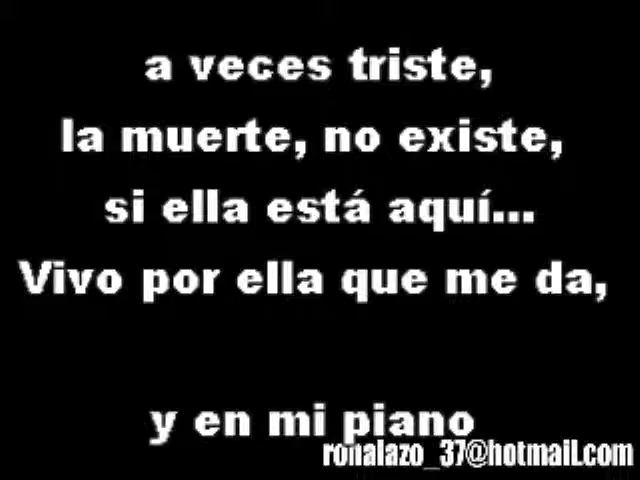 a veces triste,
la muerte, no existe,
si ella está aquí...
Vivo por ella que me da,
y en mi piano
ronalazo_37@hotmail.com